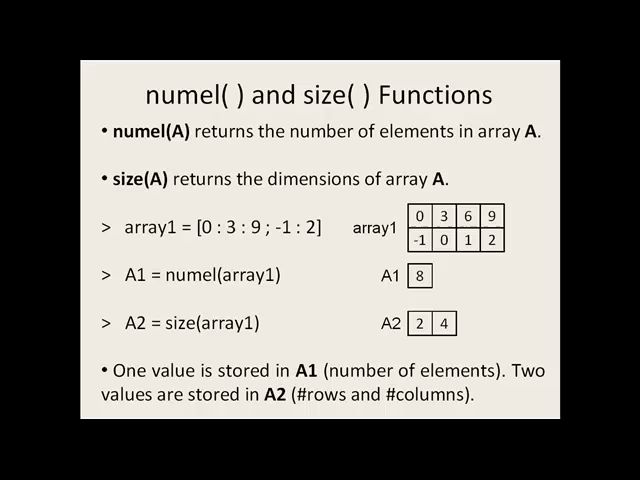 numel( ) and size( ) Functions
• numel(A) returns the number of elements in array A.
• size(A) returns the dimensions of array A.
> array1 = [0 : 3 : 9 ; -1 : 2]
array1
0 3 6 9
-1 0 1 2
> A1 = numel(array1)
A1 8
> A2 = size(array1)
A2 2 4
• One value is stored in A1 (number of elements). Two
values are stored in A2 (#rows and #columns).